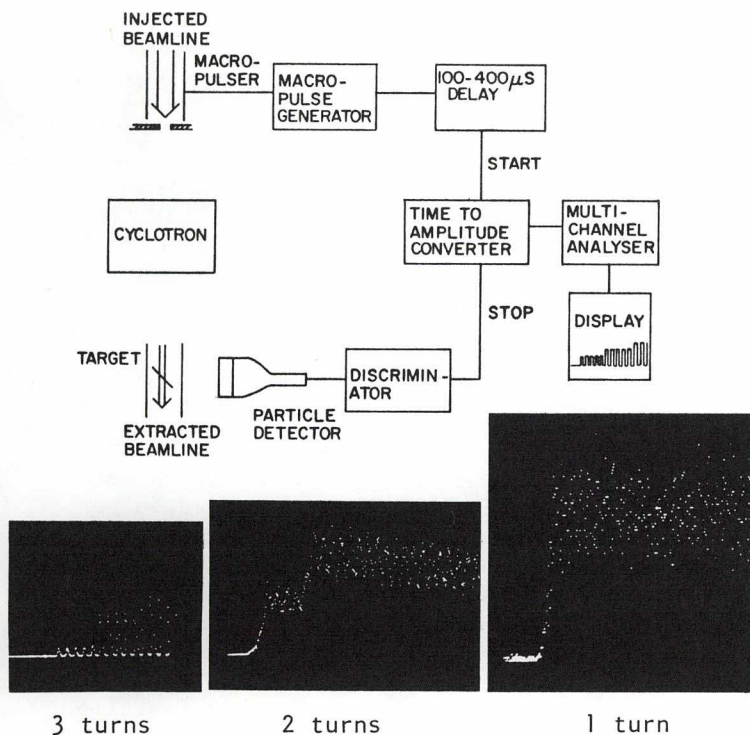 INJECTED
BEAMLINE
MACRO-
PULSER
MACRO-
PULSE
GENERATOR
100-400μS
DELAY
START
CYCLOTRON
TIME TO
AMPLITUDE
CONVERTER
MULTI-
CHANNEL
ANALYSER
STOP
DISPLAY
TARGET
DISCRIMIN-
ATOR
PARTICLE
DETECTOR
EXTRACTED
BEAMLINE
3 turns
2 turns
1 turn